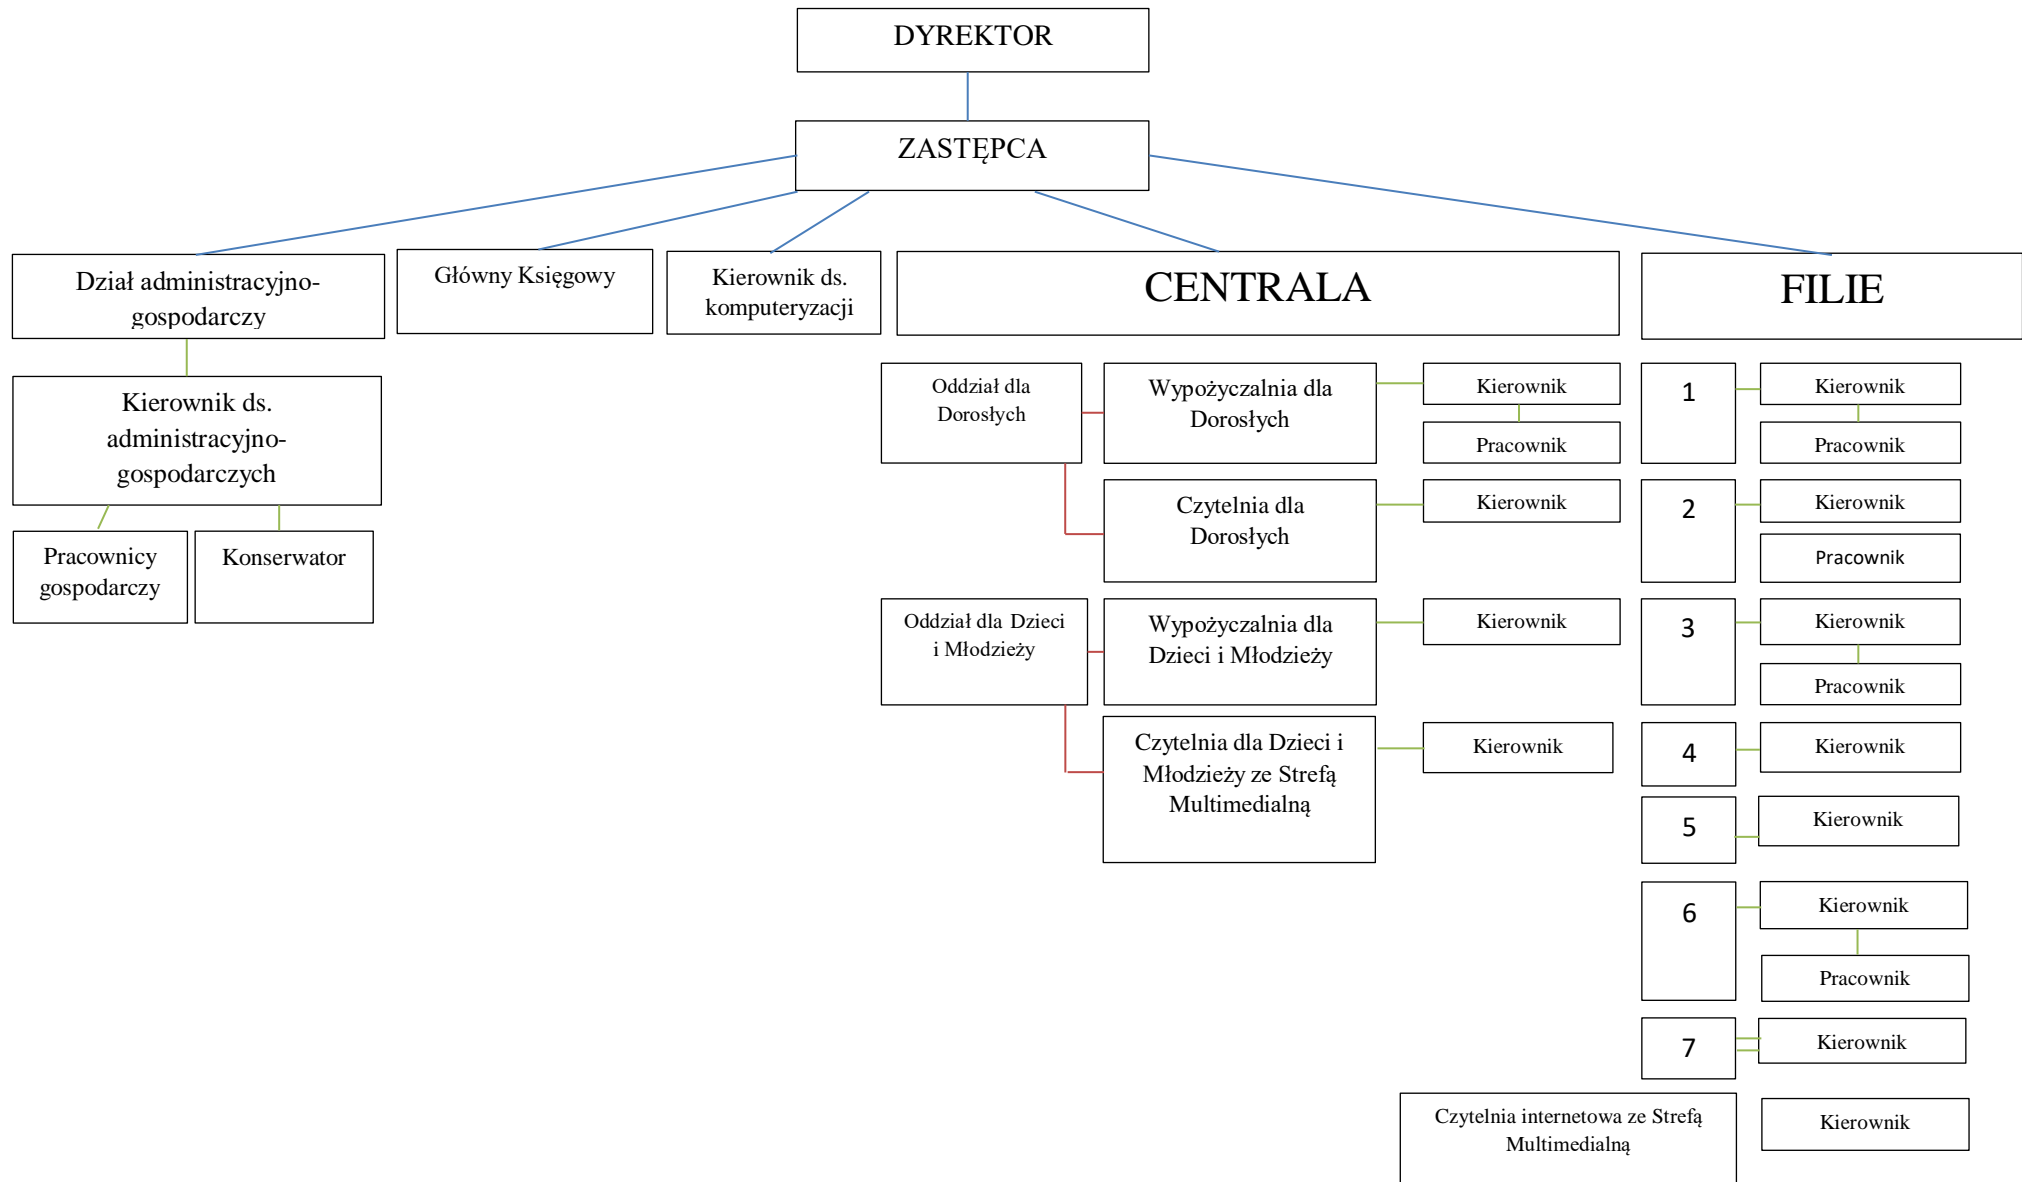 DYREKTOR
ZASTĘPCA
Dział administracyjno-
gospodarczy
Główny Księgowy
Kierownik ds.
komputeryzacji
CENTRALA
FILIE
Kierownik ds.
administracyjno-
gospodarczych
Pracownicy
gospodarczy
Konserwator
Oddział dla
Dorosłych
Wypożyczalnia dla
Dorosłych
Kierownik
Pracownik
Czytelnia dla
Dorosłych
Kierownik
Oddział dla Dzieci
i Młodzieży
Wypożyczalnia dla
Dzieci i Młodzieży
Kierownik
Czytelnia dla Dzieci i
Młodzieży ze Strefą
Multimedialną
Kierownik
1
Kierownik
Pracownik
2
Kierownik
Pracownik
3
Kierownik
Pracownik
4
Kierownik
5
Kierownik
6
Kierownik
Pracownik
7
Kierownik
Czytelnia internetowa ze Strefą
Multimedialną
Kierownik